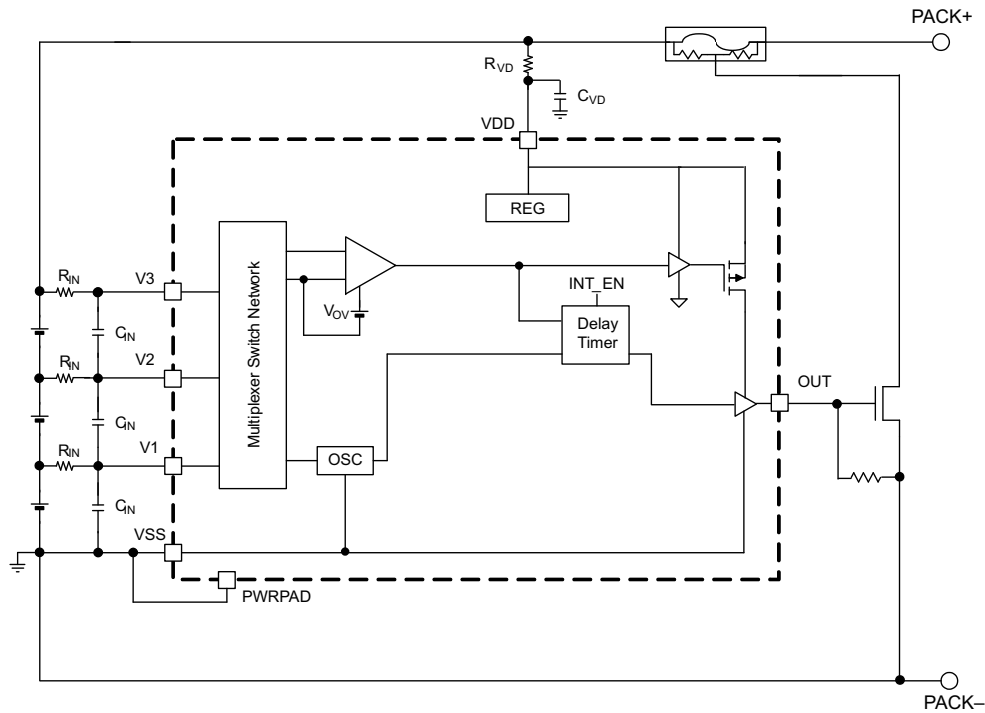 PACK+
RVD
CVD
VDD
REG
RIN
V3
INT_EN
VOV
Delay
Timer
CIN
RIN
V2
Multiplexer Switch Network
OUT
CIN
RIN
V1
OSC
CIN
VSS
PWRPAD
PACK–